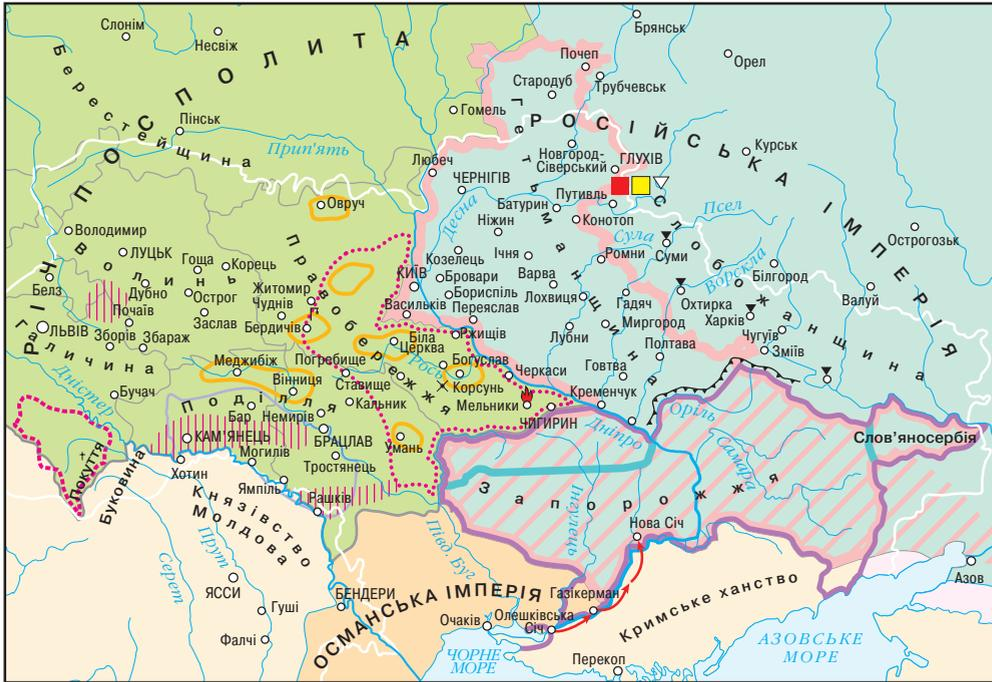 РІЧ ПОСПОЛИТА
РОСІЙСЬКА ІМПЕРІЯ
ОСМАНСЬКА ІМПЕРІЯ
Берестейщина
Волинь
Галичина
Правобережжя
Поділля
Покуття
Буковина
Князівство
Молдова
Гетьманщина
Слобожанщина
Запорожжя
Слов’яносербія
Кримське ханство
ЧОРНЕ
МОРЕ
АЗОВСЬКЕ
МОРЕ
Слонім
Несвіж
Пінськ
Прип'ять
Гомель
Брянськ
Орел
Почеп
Стародуб
Трубчевськ
Курськ
Новгород-
Сіверський
ГЛУХІВ
Путивль
Любеч
ЧЕРНІГІВ
Десна
Батурин
Ніжин
Конотоп
Псел
Сула
Ромни
Суми
Ворскла
Острогозьк
Білгород
Валуй
Овруч
Володимир
ЛУЦЬК
Гоща
Корець
Белз
Дубно
Острог
Почаїв
Заслав
ЛЬВІВ
Зборів
Збараж
Житомир
Чуднів
Бердичів
КИЇВ
Козелець
Бровари
Бориспіль
Переяслав
Васильків
Ічня
Варва
Лохвиця
Гадяч
Охтирка
Харків
Чугуїв
Зміїв
Миргород
Лубни
Полтава
Говтва
Кременчук
Ржищів
Біла
Церква
Рось
Богуслав
Корсунь
Черкаси
Мельники
ЧИГИРИН
Меджибіж
Погребище
Ставище
Вінниця
Кальник
Бучач
Дністер
Бар
Немирів
БРАЦЛАВ
Тростянець
Умань
КАМ'ЯНЕЦЬ
Могилів
Хотин
Ямпіль
Рашків
Дніпро
Оріль
Самара
Інгулець
Нова Січ
Півд. Буг
Прут
Серет
ЯССИ
Гуші
Фалчі
БЕНДЕРИ
Очаків
Олешківська
Січ
Газікерман
Перекоп
Азов